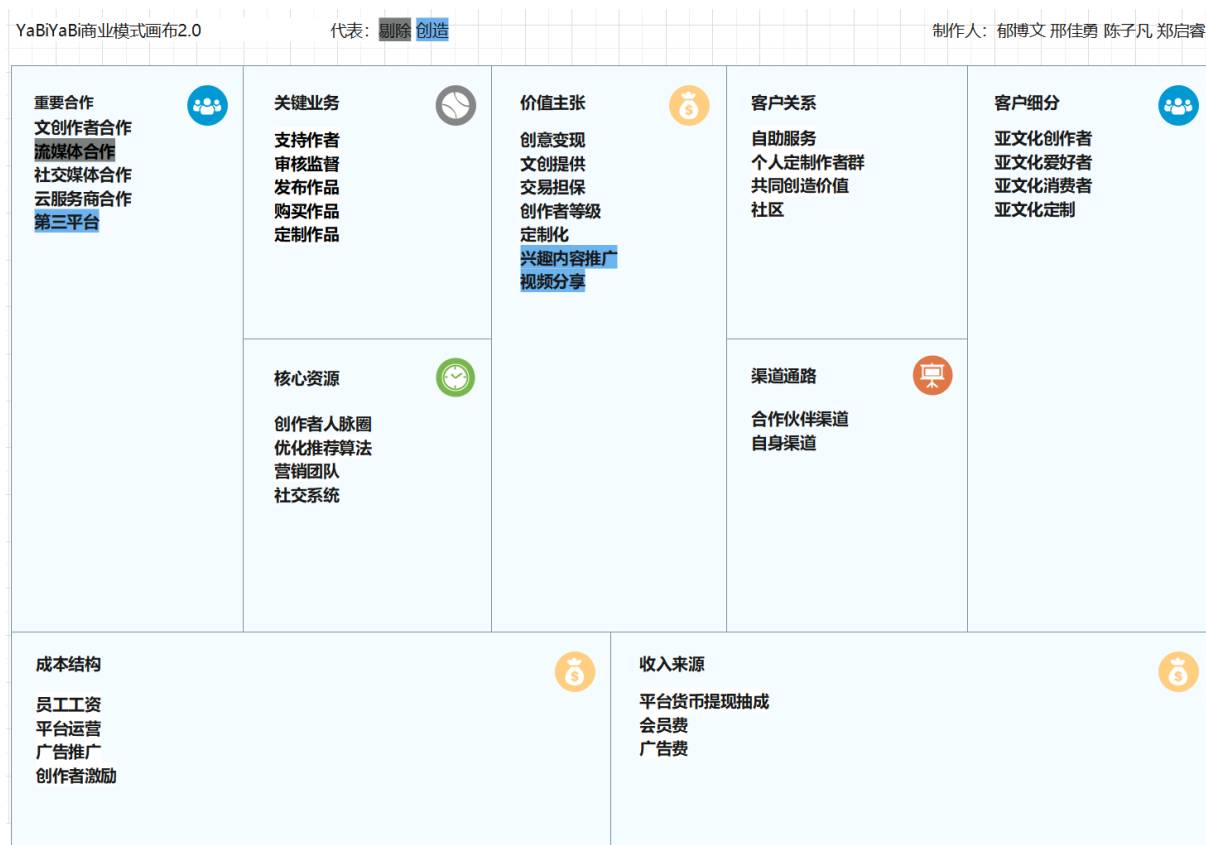 YaBiYaBi商业模式画布2.0
代表：剔除 创造
制作人：郁博文 邢佳勇 陈子凡 郑启睿
重要合作
文创作者合作
流媒体合作
社交媒体合作
云服务商合作
第三平台
关键业务
支持作者
审核监督
发布作品
购买作品
定制作品
核心资源
创作者人脉圈
优化推荐算法
营销团队
社交系统
价值主张
创意变现
文创提供
交易担保
创作者等级
定制化
兴趣内容推广
视频分享
客户关系
自助服务
个人定制作者群
共同创造价值
社区
渠道通路
合作伙伴渠道
自身渠道
客户细分
亚文化创作者
亚文化爱好者
亚文化消费者
亚文化定制
成本结构
员工工资
平台运营
广告推广
创作者激励
收入来源
平台货币提现抽成
会员费
广告费